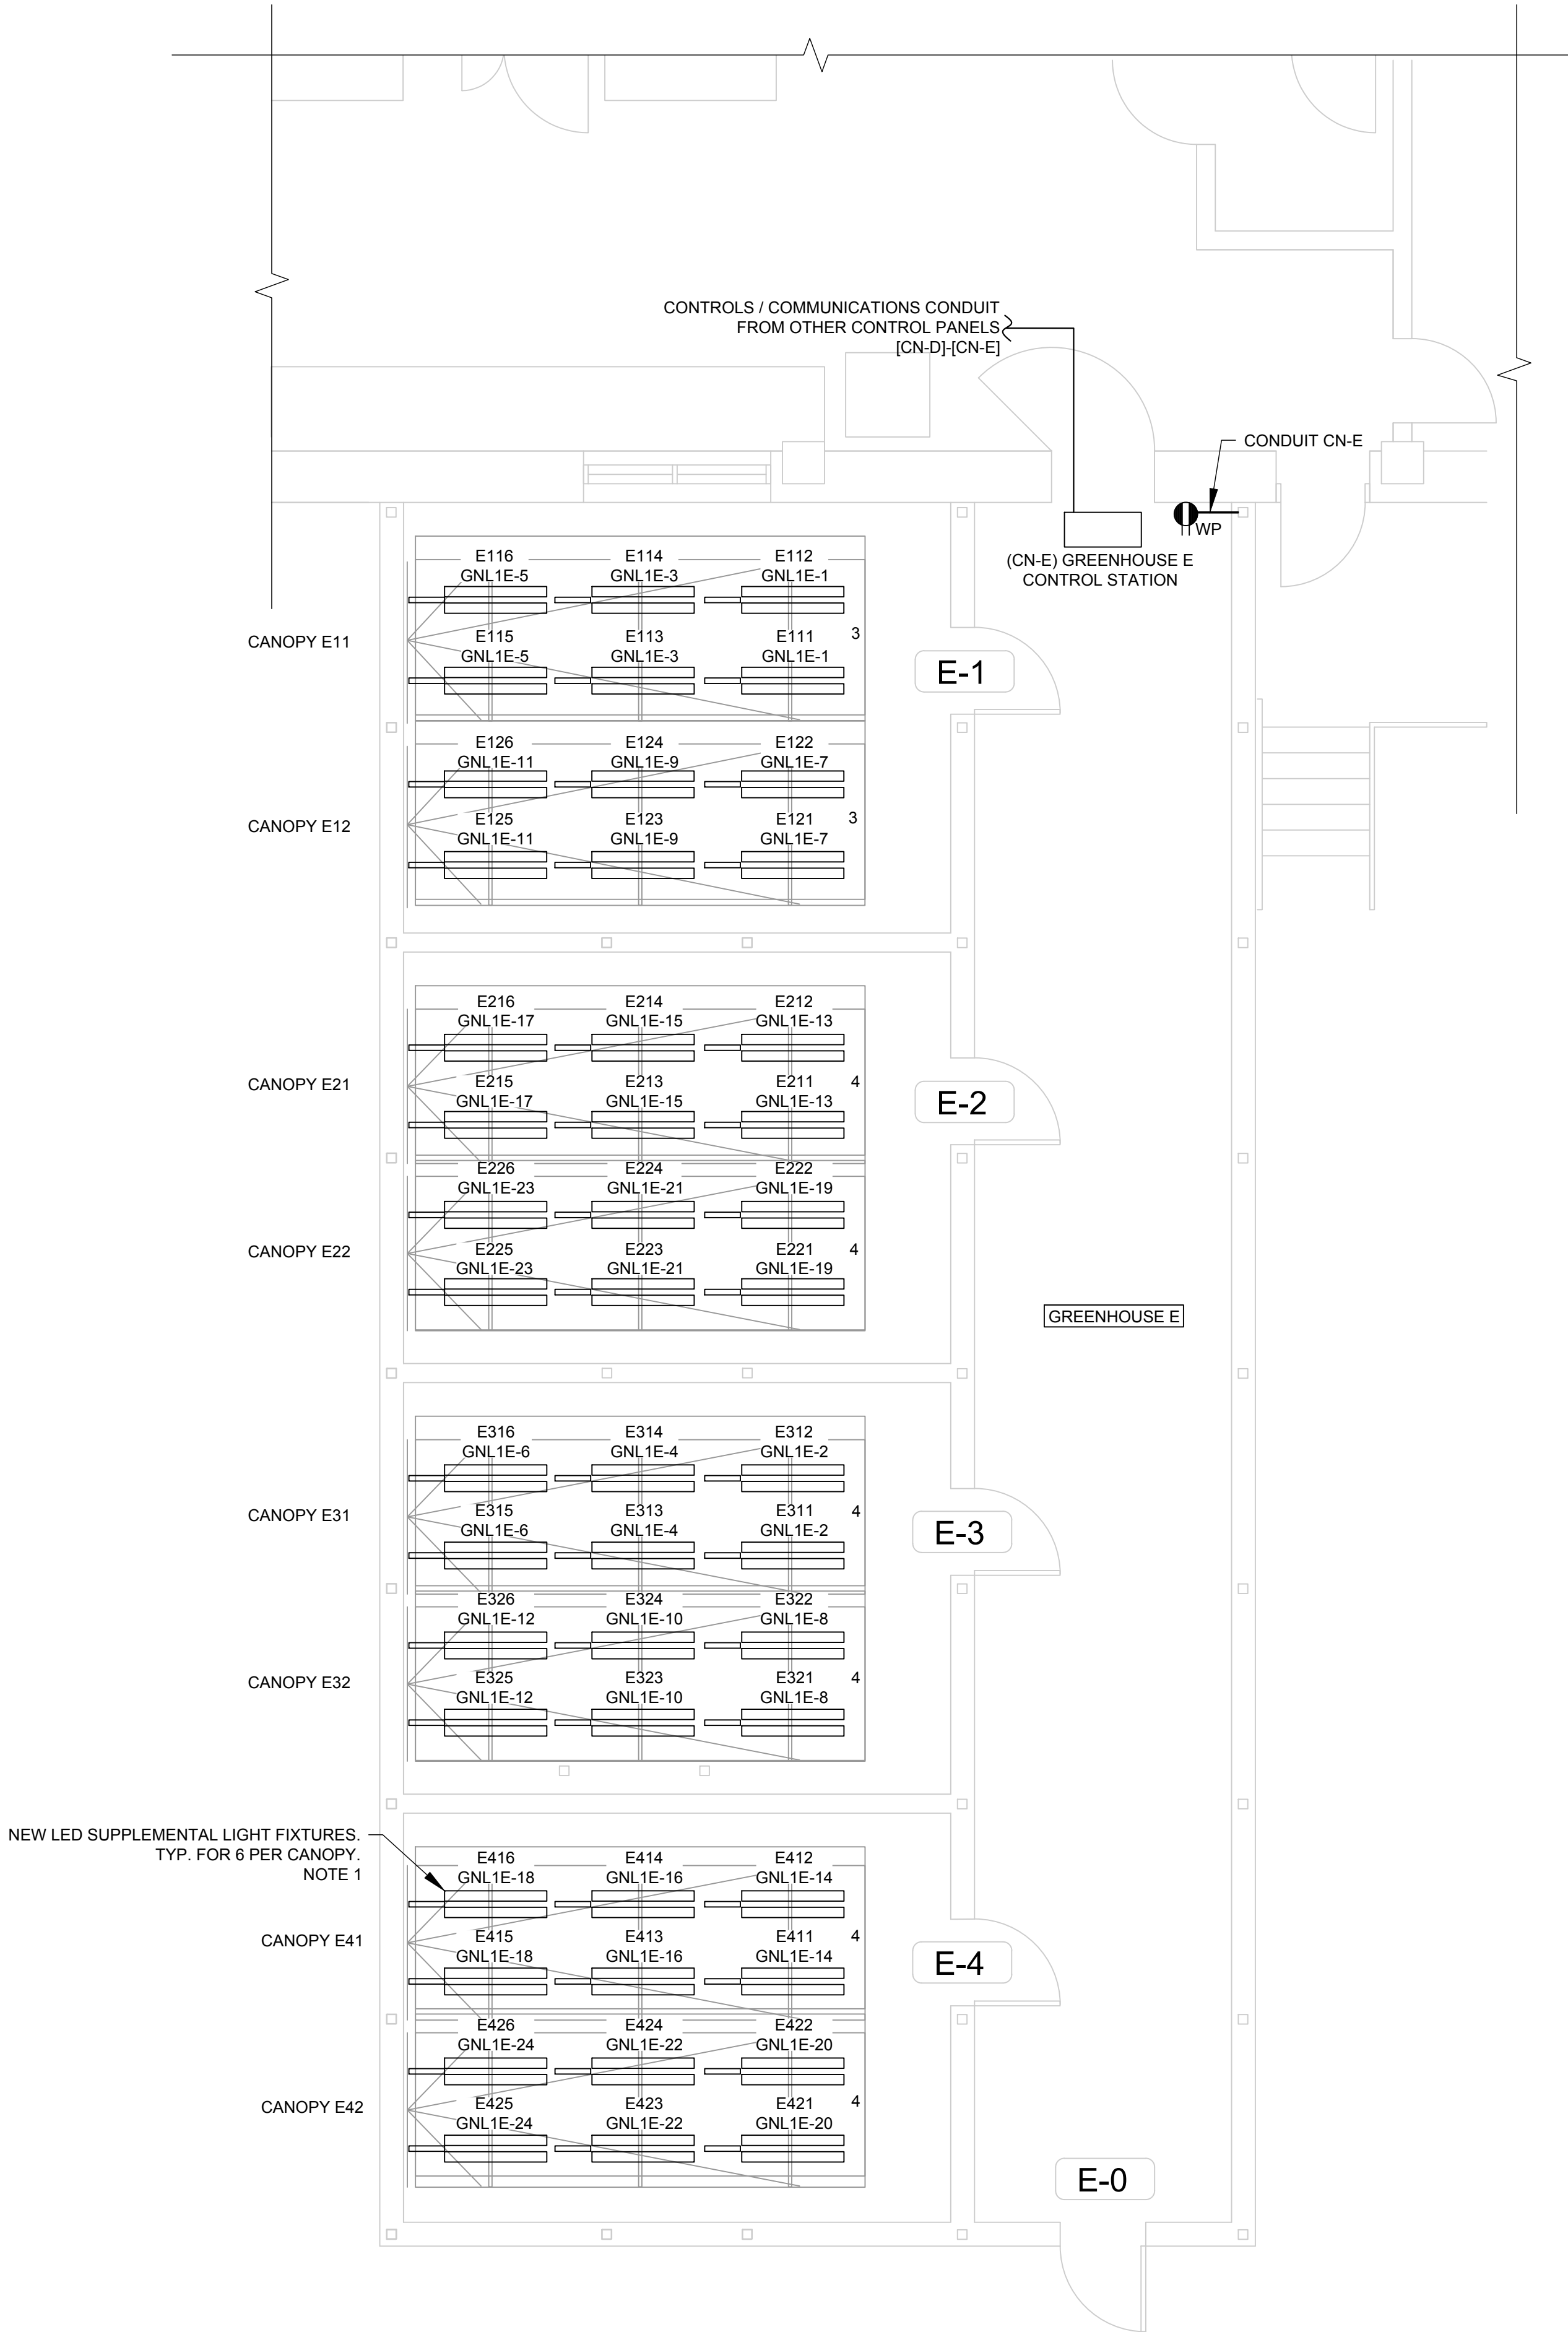 CONTROLS / COMMUNICATIONS CONDUIT
FROM OTHER CONTROL PANELS
[CN-D]-[CN-E]
CONDUIT CN-E
WP
(CN-E) GREENHOUSE E
CONTROL STATION
E116 E114 E112
GNL1E-5 GNL1E-3 GNL1E-1
CANOPY E11
E115 E113 E111 3
GNL1E-5 GNL1E-3 GNL1E-1
E-1
E126 E124 E122
GNL1E-11 GNL1E-9 GNL1E-7
CANOPY E12
E125 E123 E121 3
GNL1E-11 GNL1E-9 GNL1E-7
E216 E214 E212
GNL1E-17 GNL1E-15 GNL1E-13
CANOPY E21
E215 E213 E211 4
GNL1E-17 GNL1E-15 GNL1E-13
E-2
E226 E224 E222
GNL1E-23 GNL1E-21 GNL1E-19
CANOPY E22
E225 E223 E221 4
GNL1E-23 GNL1E-21 GNL1E-19
GREENHOUSE E
E316 E314 E312
GNL1E-6 GNL1E-4 GNL1E-2
CANOPY E31
E315 E313 E311 4
GNL1E-6 GNL1E-4 GNL1E-2
E-3
E326 E324 E322
GNL1E-12 GNL1E-10 GNL1E-8
CANOPY E32
E325 E323 E321 4
GNL1E-12 GNL1E-10 GNL1E-8
NEW LED SUPPLEMENTAL LIGHT FIXTURES.
TYP. FOR 6 PER CANOPY.
NOTE 1
E416 E414 E412
GNL1E-18 GNL1E-16 GNL1E-14
CANOPY E41
E415 E413 E411 4
GNL1E-18 GNL1E-16 GNL1E-14
E-4
E426 E424 E422
GNL1E-24 GNL1E-22 GNL1E-20
CANOPY E42
E425 E423 E421 4
GNL1E-24 GNL1E-22 GNL1E-20
E-0